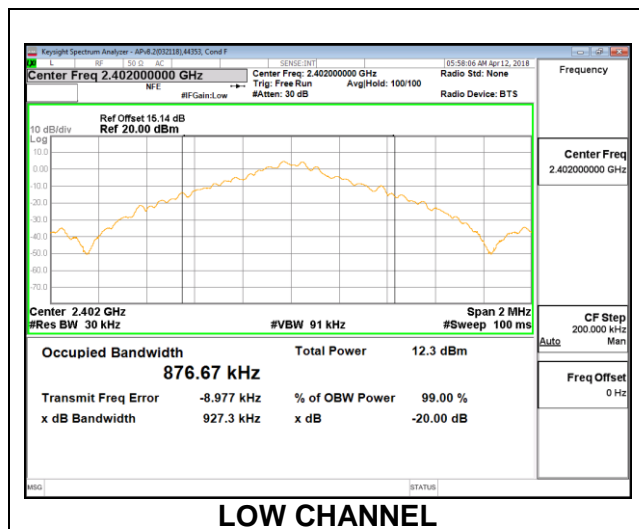 Keysight Spectrum Analyzer - APv8.2(032118),44353, Cond F
L RF 50 Ω AC SENSE:INT 05:58:06 AM Apr 12, 2018
Center Freq 2.402000000 GHz
NFE
#IFGain:Low
Center Freq: 2.402000000 GHz
Trig: Free Run Avg|Hold: 100/100
#Atten: 30 dB
Radio Std: None
Radio Device: BTS
Frequency
Ref Offset 15.14 dB
10 dB/div Ref 20.00 dBm
Log
10.0
0.00
-10.0
-20.0
-30.0
-40.0
-50.0
-60.0
-70.0
Center 2.402 GHz Span 2 MHz
#Res BW 30 kHz #VBW 91 kHz #Sweep 100 ms
Occupied Bandwidth Total Power 12.3 dBm
876.67 kHz
Transmit Freq Error -8.977 kHz % of OBW Power 99.00 %
x dB Bandwidth 927.3 kHz x dB -20.00 dB
Center Freq
2.402000000 GHz
CF Step
200.000 kHz
Auto Man
Freq Offset
0 Hz
MSG STATUS
LOW CHANNEL